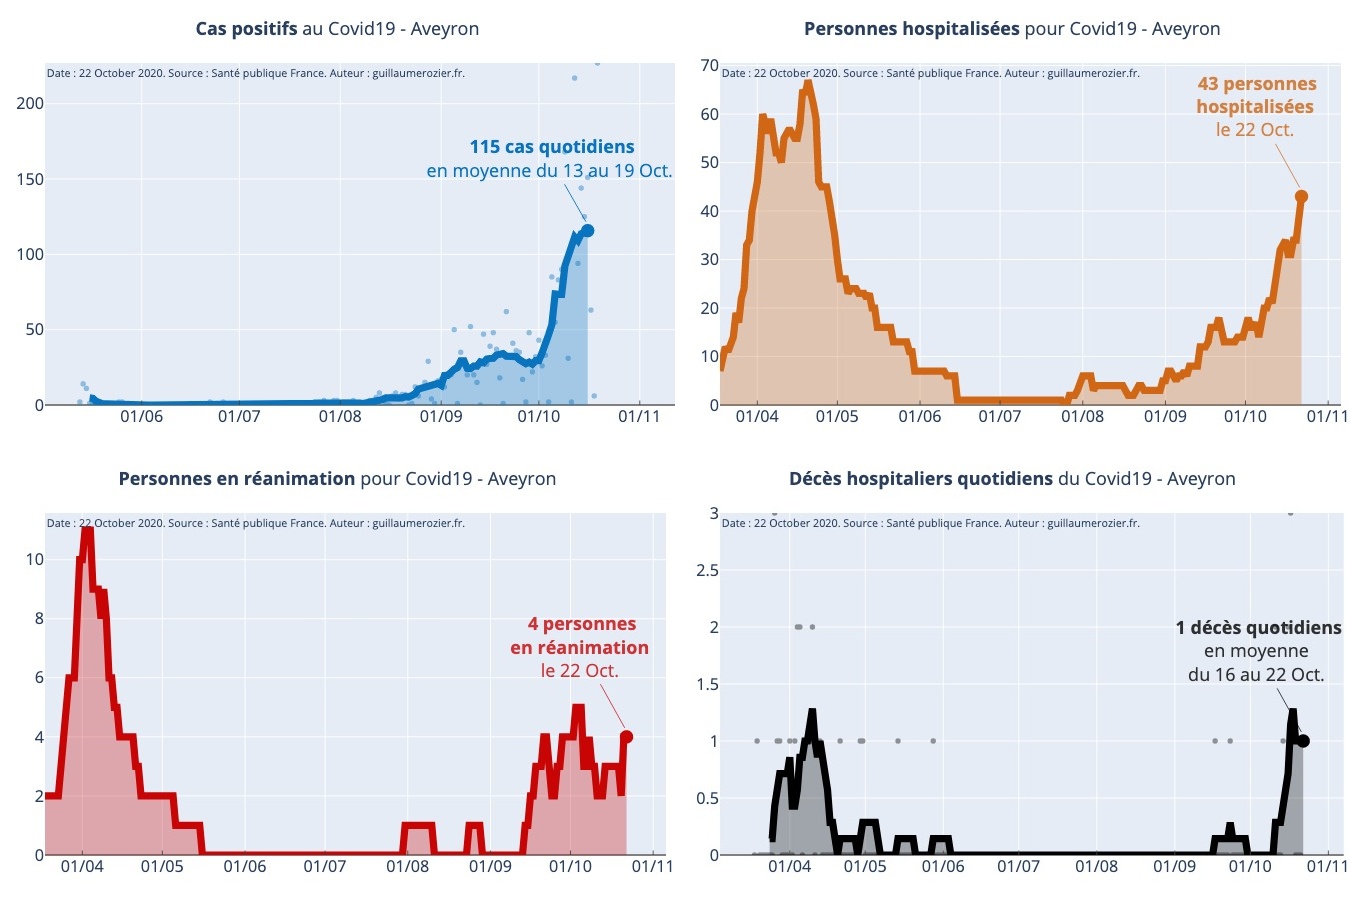 Cas positifs au Covid19 - Aveyron
Date : 22 October 2020. Source : Santé publique France. Auteur : guillaumerozier.fr.
200
150
100
50
0
115 cas quotidiens
en moyenne du 13 au 19 Oct.
01/06 01/07 01/08 01/09 01/10 01/11
Personnes hospitalisées pour Covid19 - Aveyron
Date : 22 October 2020. Source : Santé publique France. Auteur : guillaumerozier.fr.
70
60
50
40
30
20
10
0
43 personnes
hospitalisées
le 22 Oct.
01/04 01/05 01/06 01/07 01/08 01/09 01/10 01/11
Personnes en réanimation pour Covid19 - Aveyron
Date : 22 October 2020. Source : Santé publique France. Auteur : guillaumerozier.fr.
10
8
6
4
2
0
4 personnes
en réanimation
le 22 Oct.
01/04 01/05 01/06 01/07 01/08 01/09 01/10 01/11
Décès hospitaliers quotidiens du Covid19 - Aveyron
Date : 22 October 2020. Source : Santé publique France. Auteur : guillaumerozier.fr.
3
2.5
2
1.5
1
0.5
0
1 décès quotidiens
en moyenne
du 16 au 22 Oct.
01/04 01/05 01/06 01/07 01/08 01/09 01/10 01/11